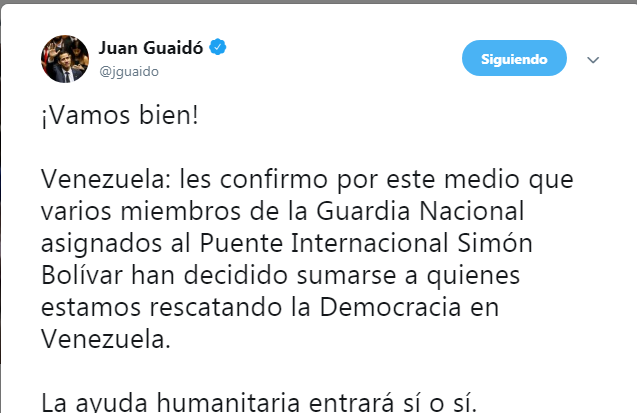 Juan Guaidó
@jguaido
Siguiendo
¡Vamos bien!
Venezuela: les confirmo por este medio que
varios miembros de la Guardia Nacional
asignados al Puente Internacional Simón
Bolívar han decidido sumarse a quienes
estamos rescatando la Democracia en
Venezuela.
La ayuda humanitaria entrará sí o sí.